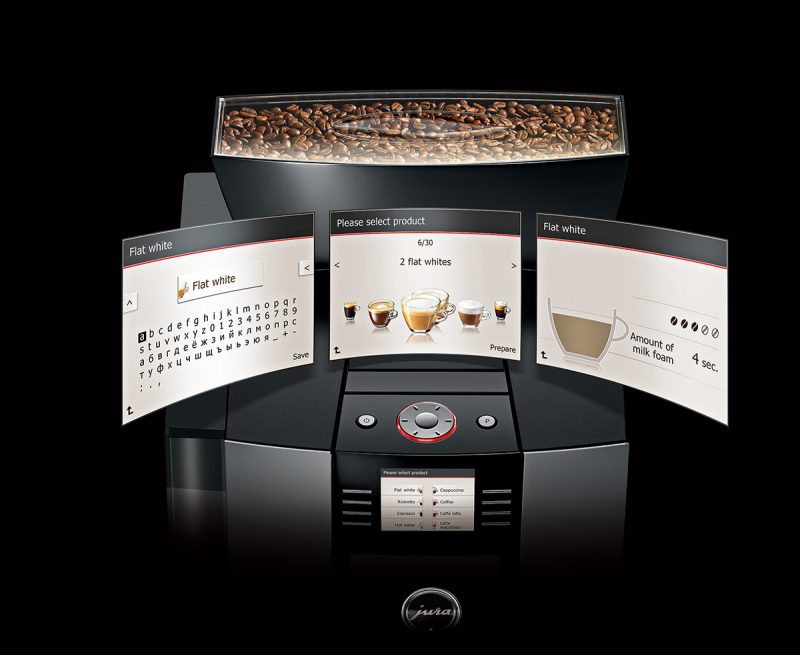 Flat white
Flat white
<
^
a b c d e f g h i j k l m n o p q r
s t u v w x y z 0 1 2 3 4 5 6 7 8 9
а б в г д е ё ж з и й к л м н о п р с
т у ф х ц ч ш щ ъ ы ь э ю я _ + -
: . ,
Save
Please select product
6/30
<
2 flat whites
>
Prepare
Flat white
Amount of
milk foam
4 sec.
P
Please select product
Flat white
Cappuccino
Ristretto
Coffee
Espresso
Caffè latte
Hot water
Latte
macchiato
jura